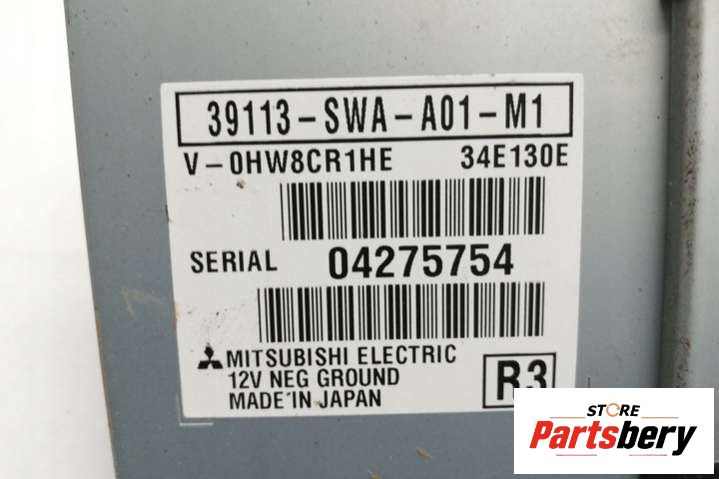 39113-SWA-A01-M1
V-0HW8CR1HE 34E130E
SERIAL 04275754
MITSUBISHI ELECTRIC
12V NEG GROUND
MADE IN JAPAN
R3
STORE
Partsbery